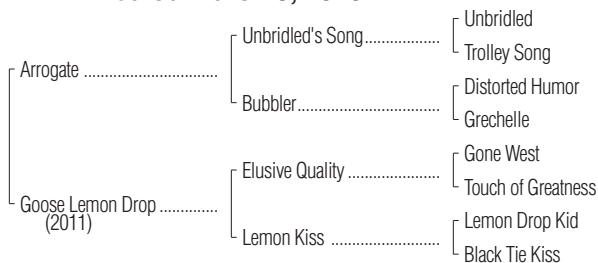 Unbridled
Unbridled's Song
Trolley Song
Arrogate
Distorted Humor
Bubbler
Grechelle
Gone West
Elusive Quality
Touch of Greatness
Goose Lemon Drop
(2011)
Lemon Drop Kid
Lemon Kiss
Black Tie Kiss